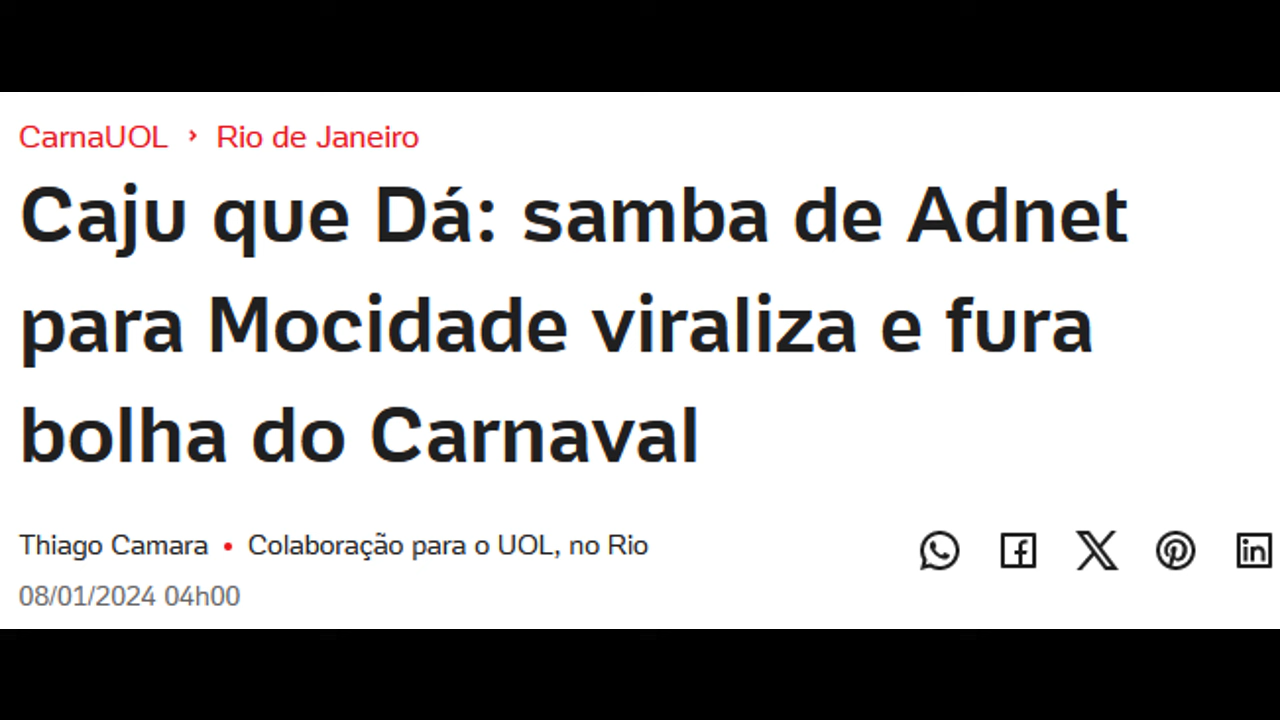 CarnaUOL › Rio de Janeiro
Caju que Dá: samba de Adnet
para Mocidade viraliza e fura
bolha do Carnaval
Thiago Camara • Colaboração para o UOL, no Rio
08/01/2024 04h00